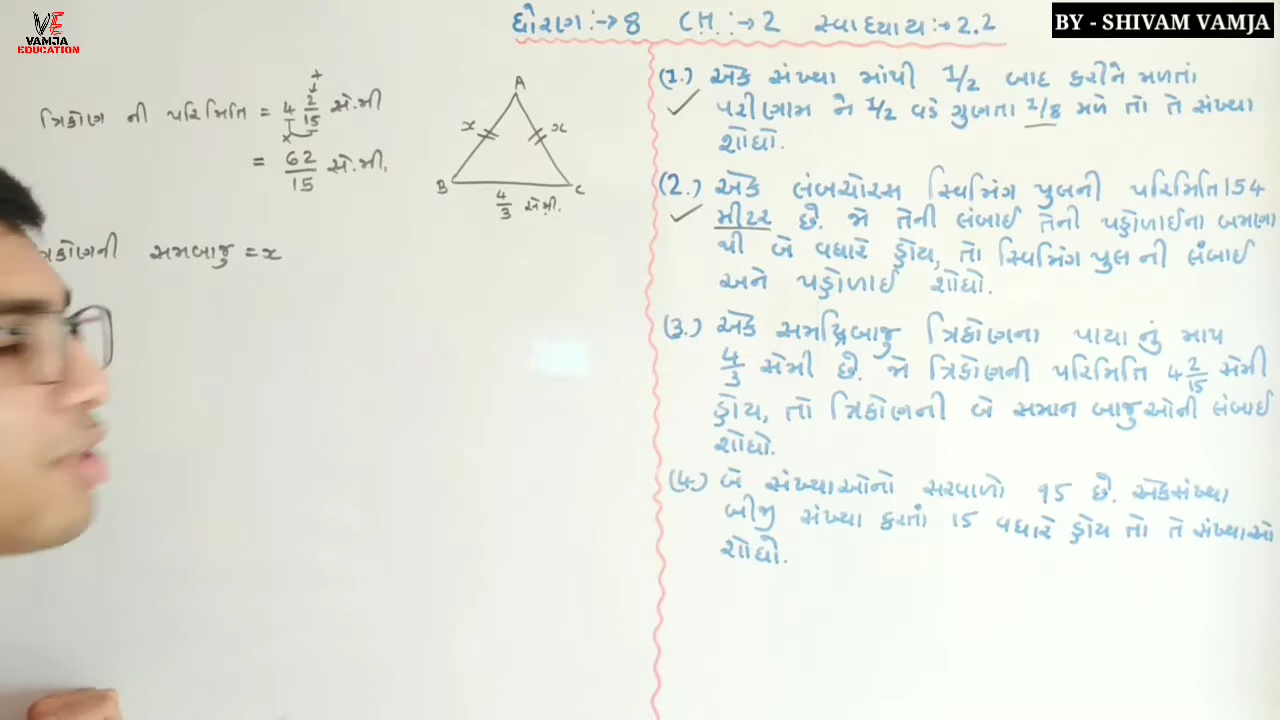 VE
VAMJA
EDUCATION
ધોરણ:→8 CH.:→2 સ્વાધ્યાય:→2.2
BY - SHIVAM VAMJA
ત્રિકોણ ની પરિમિતિ = 4 2/15 સે.મી
+
x
= 62/15 સે.મી.
ત્રિકોણની સમબાજુ = x
A
x x
B C
4/3 સેમી.
(1.) એક સંખ્યા માંથી 1/2 બાદ કરીને મળતાં
પરીણામ ને 1/2 વડે ગુણતા 1/8 મળે તો તે સંખ્યા
શોધો.
(2.) એક લંબચોરસ સ્વિમિંગ પુલની પરિમિતિ 154
મીટર છે. જો તેની લંબાઈ તેની પહોળાઈના બમણા
થી બે વધારે હોય, તો સ્વિમિંગ પુલ ની લંબાઈ
અને પહોળાઈ શોધો.
(3.) એક સમદ્વિબાજુ ત્રિકોણના પાયા નું માપ
4/3 સેમી છે. જો ત્રિકોણની પરિમિતિ 4 2/15 સેમી
હોય, તો ત્રિકોણની બે સમાન બાજુઓની લંબાઈ
શોધો.
(4.) બે સંખ્યાઓનો સરવાળો 95 છે. એકસંખ્યા
બીજી સંખ્યા કરતાં 15 વધારે હોય તો તે સંખ્યાઓ
શોધો.